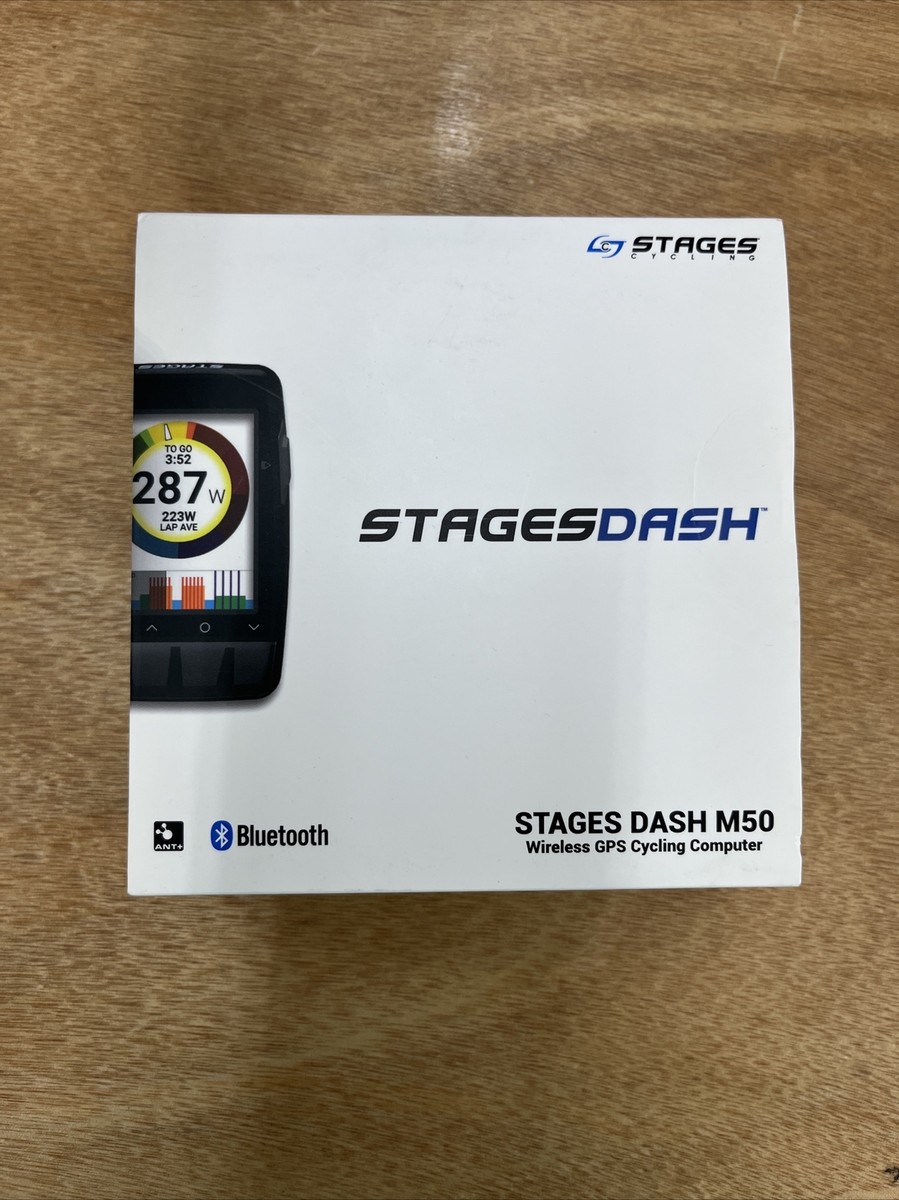 STAGES
CYCLING
STAGES
TO GO
3:52
287W
223W
LAP AVE
STAGESDASH™
ANT+
Bluetooth
STAGES DASH M50
Wireless GPS Cycling Computer